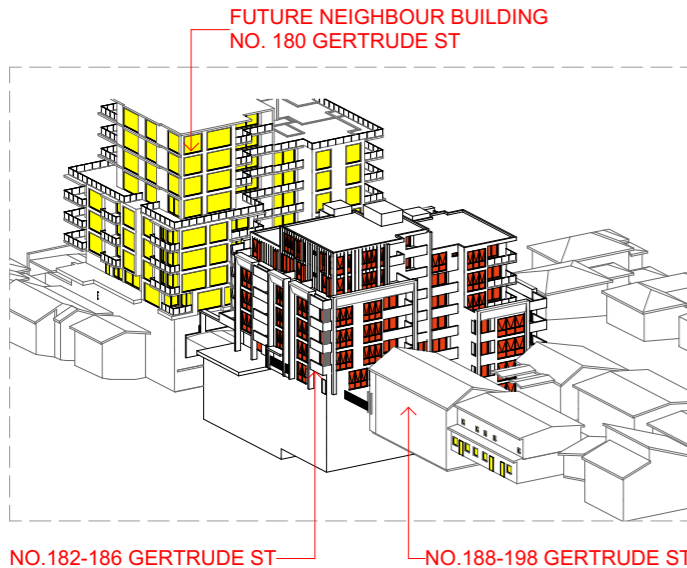 FUTURE NEIGHBOUR BUILDING
NO. 180 GERTRUDE ST
NO.182-186 GERTRUDE ST
NO.188-198 GERTRUDE ST